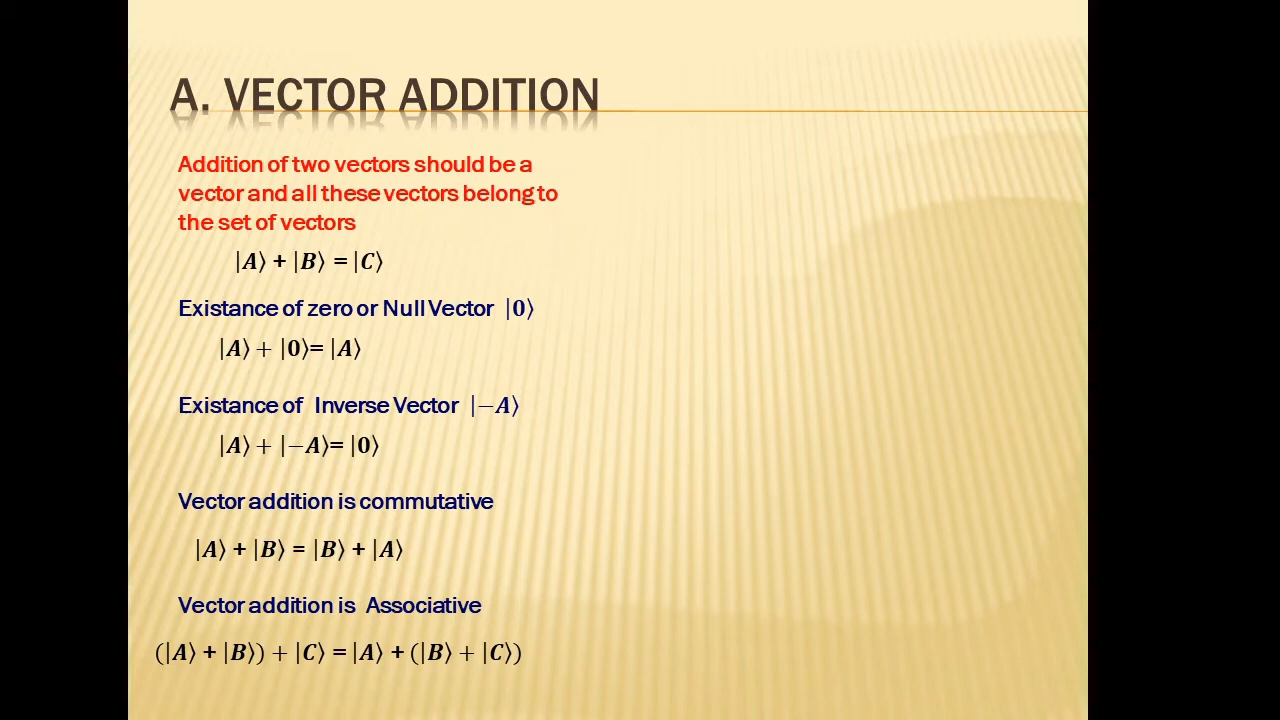 A. VECTOR ADDITION
Addition of two vectors should be a
vector and all these vectors belong to
the set of vectors
|A⟩ + |B⟩ = |C⟩
Existance of zero or Null Vector |0⟩
|A⟩ + |0⟩= |A⟩
Existance of Inverse Vector |−A⟩
|A⟩ + |−A⟩= |0⟩
Vector addition is commutative
|A⟩ + |B⟩ = |B⟩ + |A⟩
Vector addition is Associative
(|A⟩ + |B⟩) + |C⟩ = |A⟩ + (|B⟩ + |C⟩)